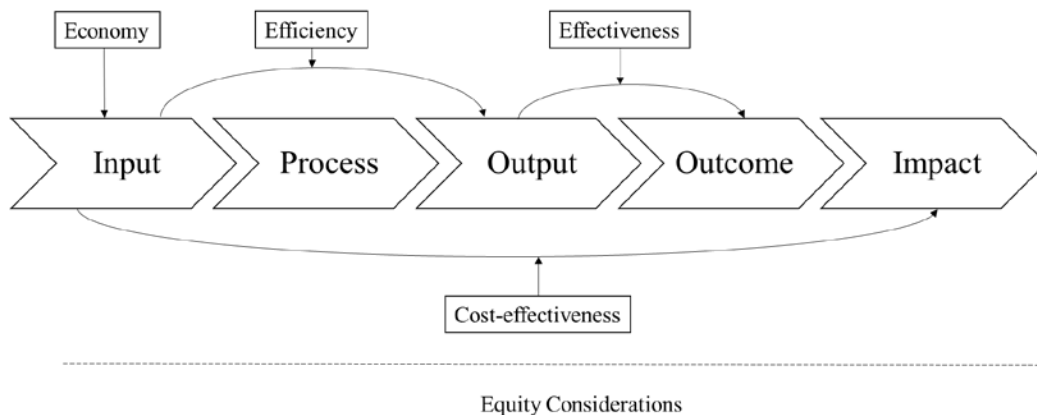 Economy
Efficiency
Effectiveness
Input
Process
Output
Outcome
Impact
Cost-effectiveness
Equity Considerations